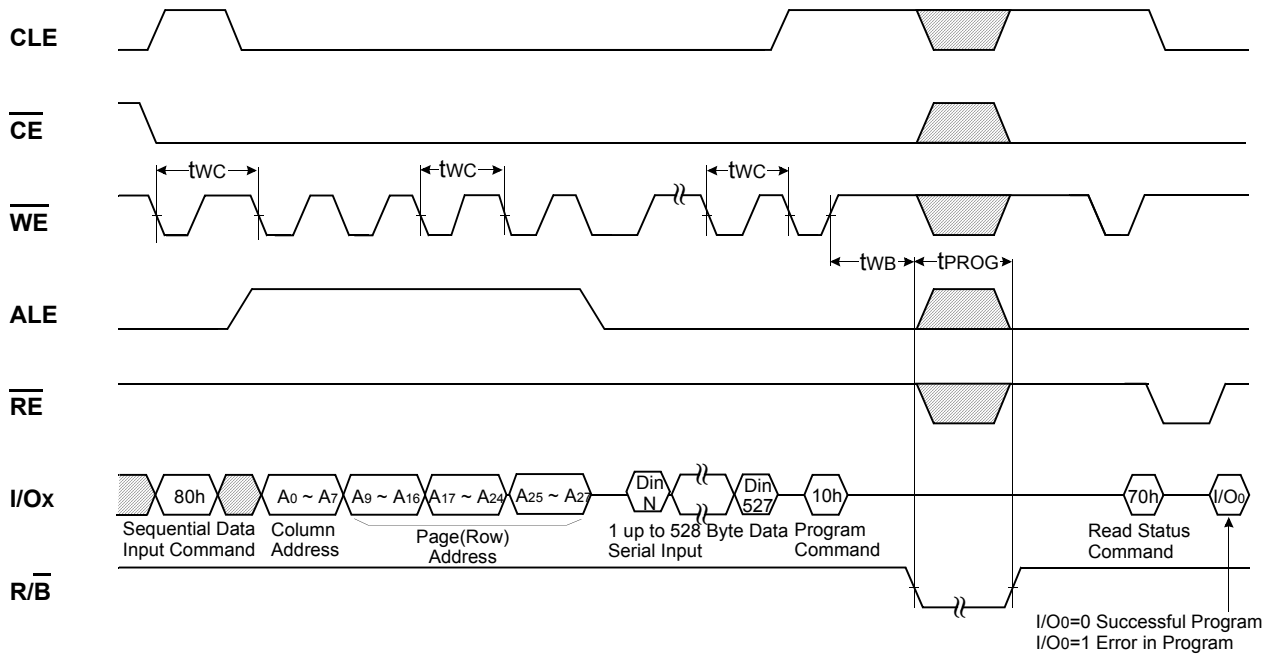 CLE
CE
tWC
tWC
tWC
WE
tWB
tPROG
ALE
RE
I/Ox
80h
A0 ~ A7
A9 ~ A16
A17 ~ A24
A25 ~ A27
Din
N
Din
527
10h
70h
I/O0
Sequential Data
Input Command
Column
Address
Page(Row)
Address
1 up to 528 Byte Data
Serial Input
Program
Command
Read Status
Command
R/B
I/O0=0 Successful Program
I/O0=1 Error in Program